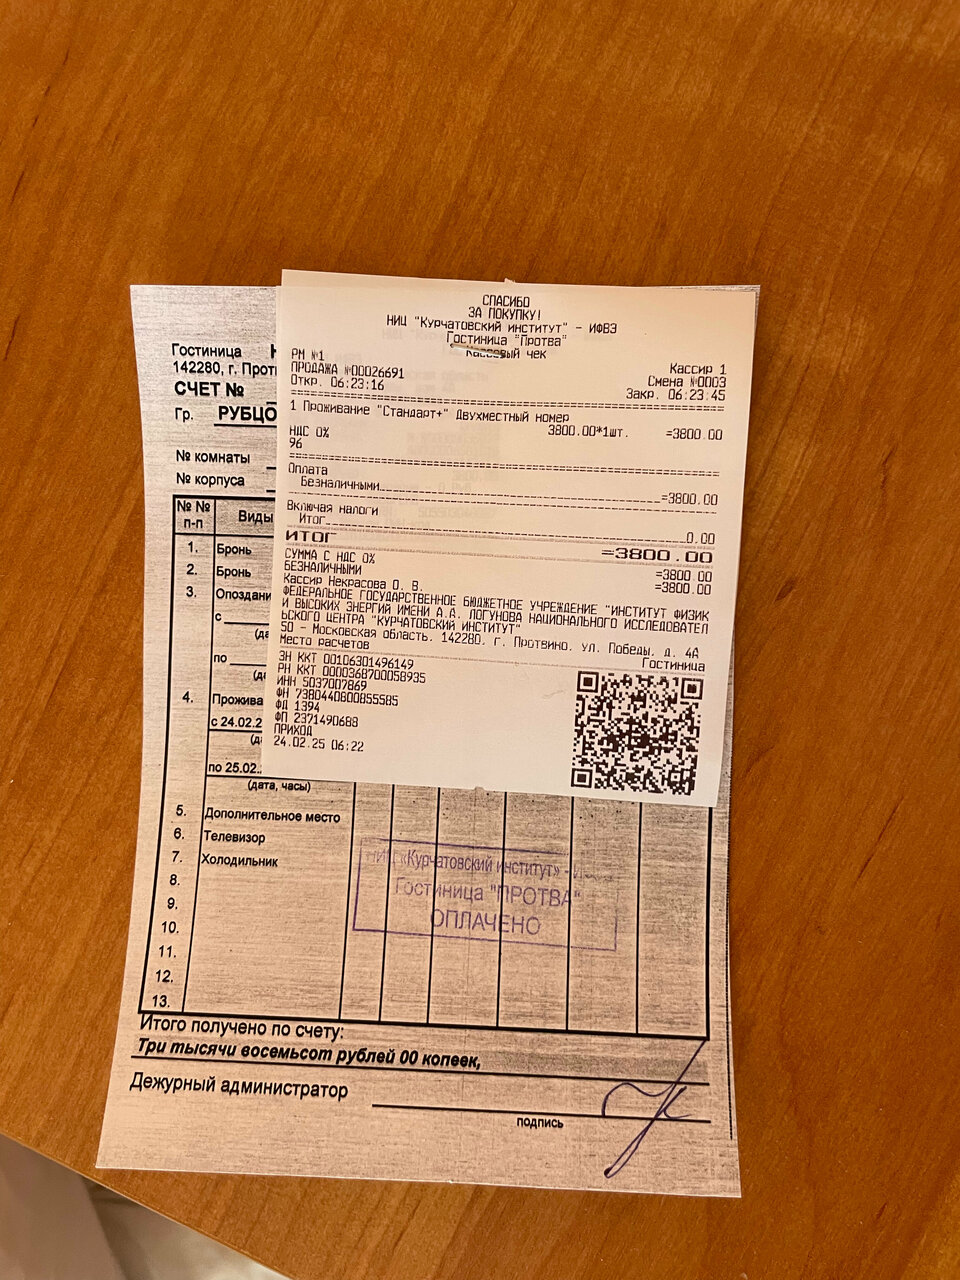 СПАСИБО
ЗА ПОКУПКУ!
НИЦ "Курчатовский институт" - ИФВЭ
Гостиница "Протва"
Кассовый чек
РМ №1 Кассир 1
ПРОДАЖА №00026691 Смена №0003
Откр. 06:23:16 Закр. 06:23:45
1 Проживание "Стандарт+" Двухместный номер
3800.00*1шт. =3800.00
НДС 0%
96
Оплата
Безналичными =3800.00
Включая налоги
Итог 0.00
ИТОГ =3800.00
СУММА С НДС 0% =3800.00
БЕЗНАЛИЧНЫМИ =3800.00
Кассир Некрасова О. В.
ФЕДЕРАЛЬНОЕ ГОСУДАРСТВЕННОЕ БЮДЖЕТНОЕ УЧРЕЖДЕНИЕ "ИНСТИТУТ ФИЗИК
И ВЫСОКИХ ЭНЕРГИЙ ИМЕНИ А.А. ЛОГУНОВА НАЦИОНАЛЬНОГО ИССЛЕДОВАТЕЛ
ЬСКОГО ЦЕНТРА "КУРЧАТОВСКИЙ ИНСТИТУТ"
50 - Московская область, 142280, г. Протвино, ул. Победы, д. 4А
Место расчетов Гостиница
ЗН ККТ 00106301496149
РН ККТ 0000368700058935
ИНН 5037007869
ФН 7380440800855585
ФД 1394
ФП 2371490688
ПРИХОД
24.02.25 06:22
Гостиница
142280, г. Прот
СЧЕТ №
Гр. РУБЦО
№ комнаты
№ корпуса
№ № п-п Виды
1. Бронь
2. Бронь
3. Опоздани
с
(да
по
(да
4. Прожива
с 24.02.2
(да
по 25.02.
(дата, часы)
5. Дополнительное место
6. Телевизор
7. Холодильник
8.
9.
10.
11.
12.
13.
НИЦ «Курчатовский институт» - И
Гостиница "ПРОТВА"
ОПЛАЧЕНО
Итого получено по счету:
Три тысячи восемьсот рублей 00 копеек,
Дежурный администратор
подпись